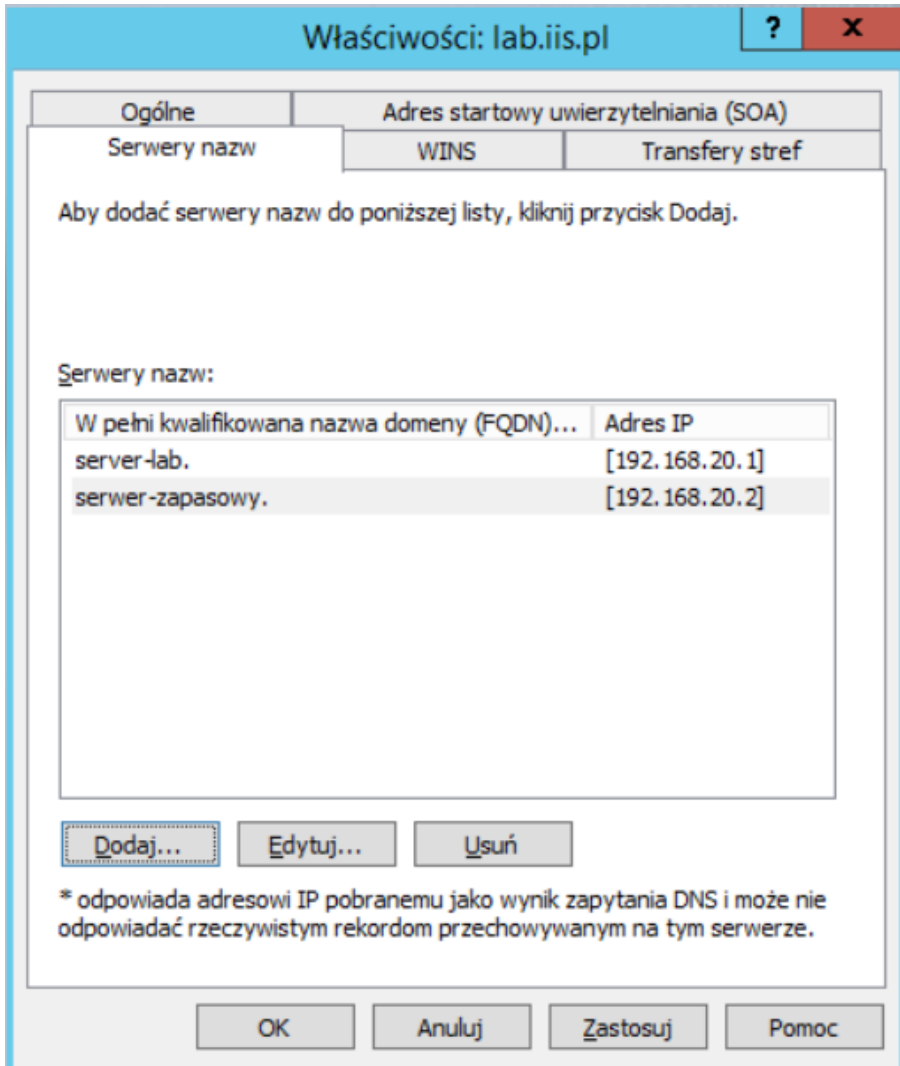 Właściwości: lab.iis.pl
?
x
Ogólne
Adres startowy uwierzytelniania (SOA)
Serwery nazw
WINS
Transfery stref
Aby dodać serwery nazw do poniższej listy, kliknij przycisk Dodaj.
Serwery nazw:
W pełni kwalifikowana nazwa domeny (FQDN)...
Adres IP
server-lab.
[192.168.20.1]
serwer-zapasowy.
[192.168.20.2]
Dodaj...
Edytuj...
Usuń
* odpowiada adresowi IP pobranemu jako wynik zapytania DNS i może nie
odpowiadać rzeczywistym rekordom przechowywanym na tym serwerze.
OK
Anuluj
Zastosuj
Pomoc